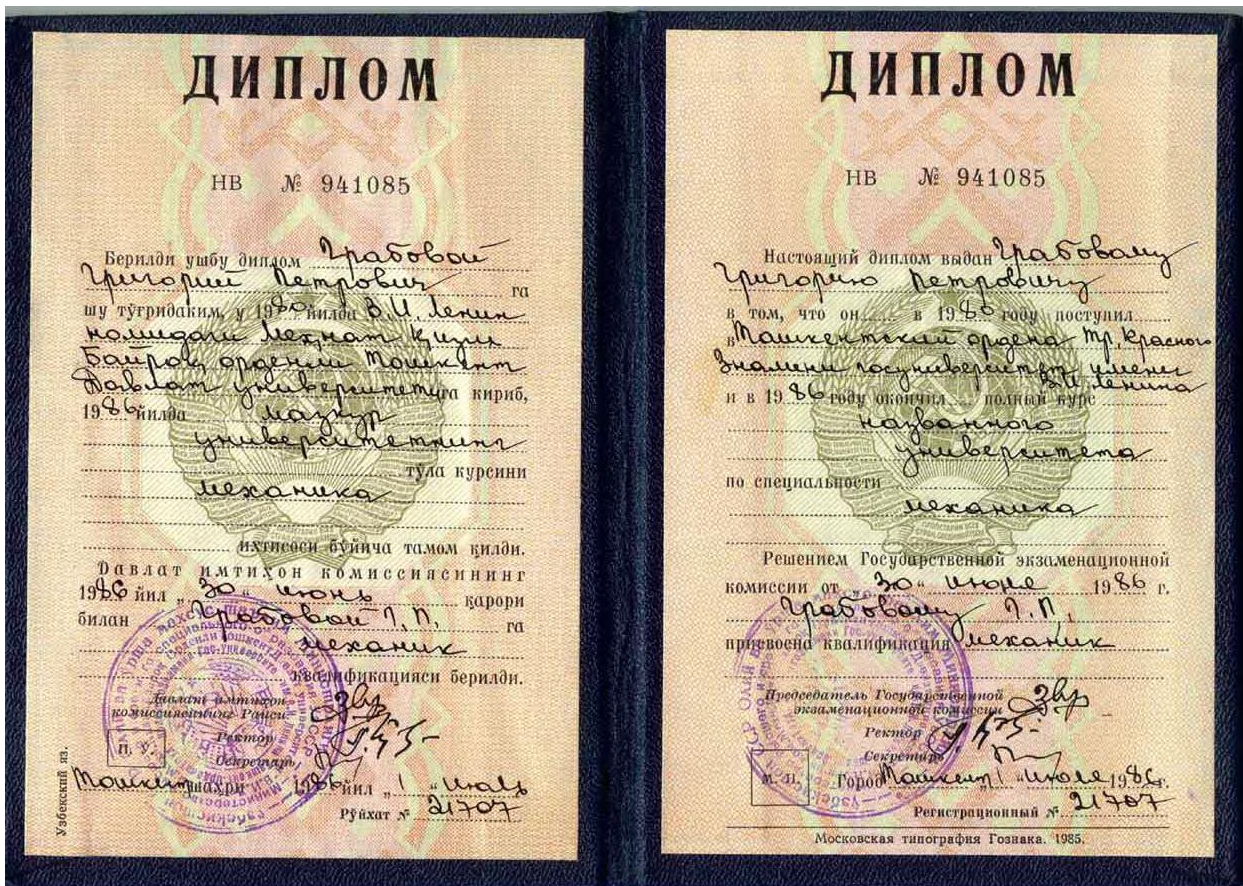 ДИПЛОМ
НВ № 941085
Берилди ушбу диплом Грабовой
Григорий Петрович га
шу тўғридаким, у 1980 йилда В.И. Ленин
номидаги Меҳнат Қизил
Байроқ орденли Тошкент
Давлат университетига кириб,
1986 йилда мазкур
университетнинг
тўла курсини
механика
ихтисоси бўйича тамом қилди.
Давлат имтиҳон комиссиясининг
1986 йил „30“ июнь қарори
билан Грабовой Г.П. га
механик
квалификацияси берилди.
Давлат имтиҳон
комиссиясининг Раиси
Ректор
Секретарь
М. Ў.
Тошкент шаҳри 1986 йил „1“ июль
Рўйхат № 21707
Узбекский яз.
ДИПЛОМ
НВ № 941085
Настоящий диплом выдан Грабовому
Григорию Петровичу
в том, что он в 1980 году поступил
в Ташкентский ордена Тр. Красного
Знамени госуниверситет имени
В.И. Ленина
и в 1986 году окончил полный курс
названного
университета
по специальности
механика
Решением Государственной экзаменационной
комиссии от „30“ июня 1986 г.
Грабовому Г.П.
присвоена квалификация механик
Председатель Государственной
экзаменационной комиссии
Ректор
Секретарь
М. П.
Город Ташкент „1“ июля 1986 г.
Регистрационный № 21707
Московская типография Гознака. 1985.